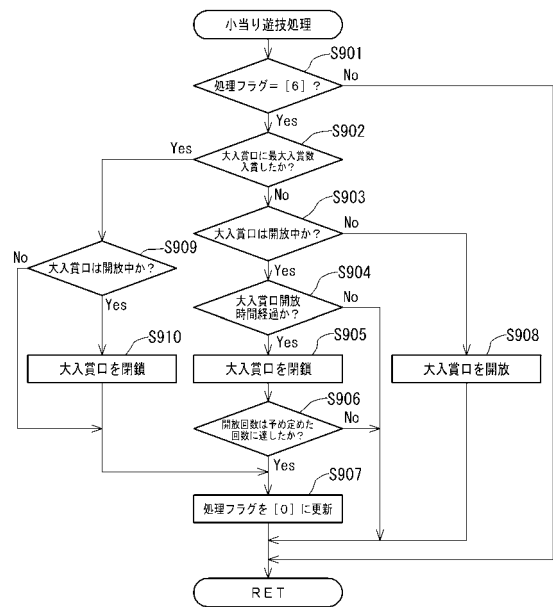 小当り遊技処理
S901
処理フラグ=［6］？
No
Yes
S902
大入賞口に最大入賞数
入賞したか？
Yes
No
S903
大入賞口は開放中か？
No
Yes
S909
大入賞口は開放中か？
No
Yes
S904
大入賞口開放
時間経過か？
No
Yes
S910
大入賞口を閉鎖
S905
大入賞口を閉鎖
S908
大入賞口を開放
S906
開放回数は予め定めた
回数に達したか？
No
Yes
S907
処理フラグを［0］に更新
RET